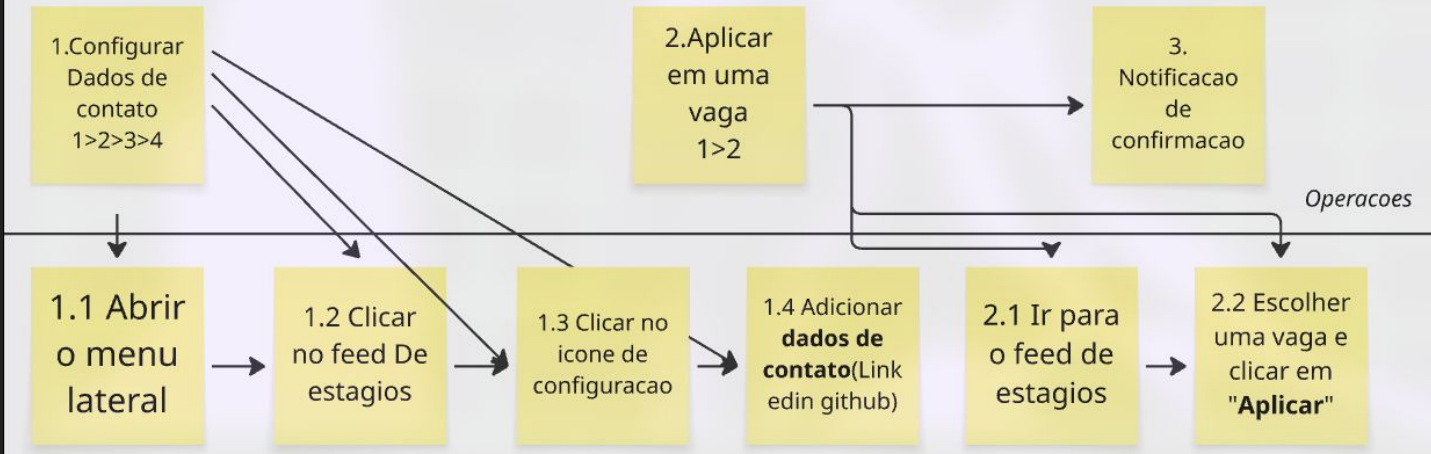 1.Configurar
Dados de
contato
1>2>3>4
2.Aplicar
em uma
vaga
1>2
3.
Notificacao
de
confirmacao
Operacoes
1.1 Abrir
o menu
lateral
1.2 Clicar
no feed De
estagios
1.3 Clicar no
icone de
configuracao
1.4 Adicionar
dados de
contato(Link
edin github)
2.1 Ir para
o feed de
estagios
2.2 Escolher
uma vaga e
clicar em
"Aplicar"